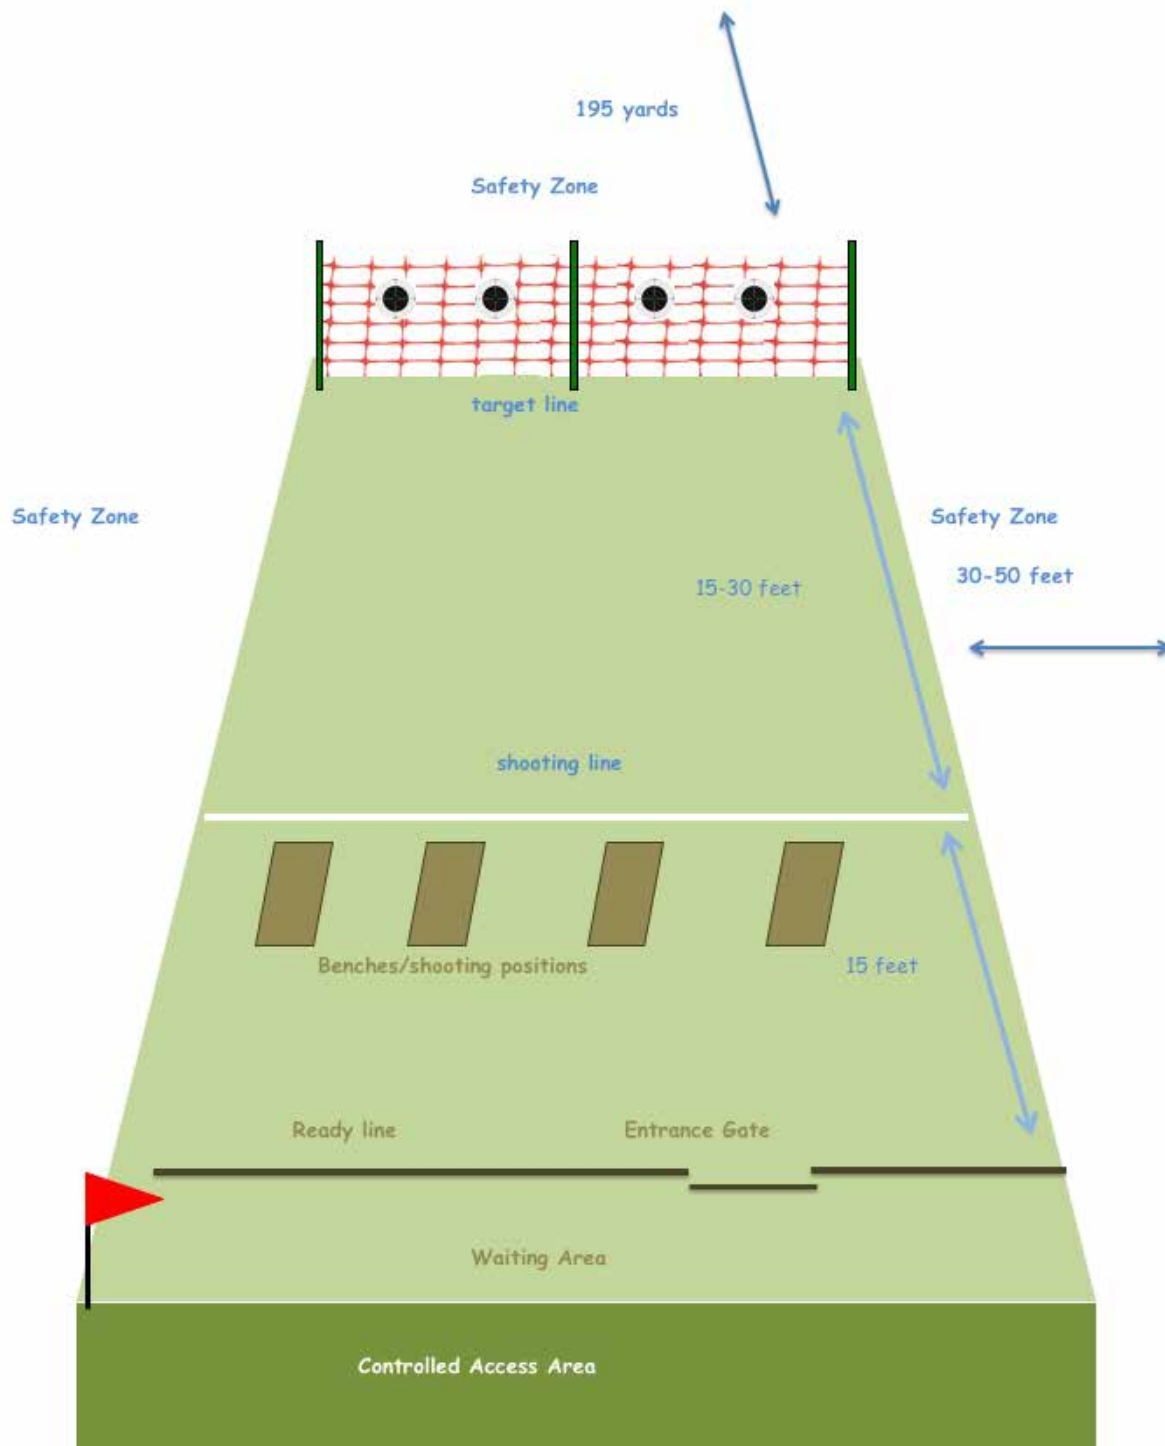 195 yards
Safety Zone
target line
Safety Zone
Safety Zone
30-50 feet
15-30 feet
shooting line
Benches/shooting positions
15 feet
Ready line
Entrance Gate
Waiting Area
Controlled Access Area